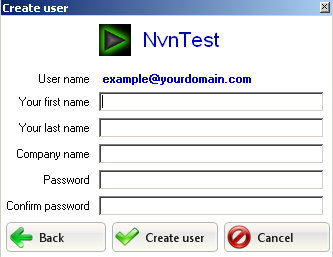 Create user
NvnTest
User name example@yourdomain.com
Your first name
Your last name
Company name
Password
Confirm password
Back Create user Cancel